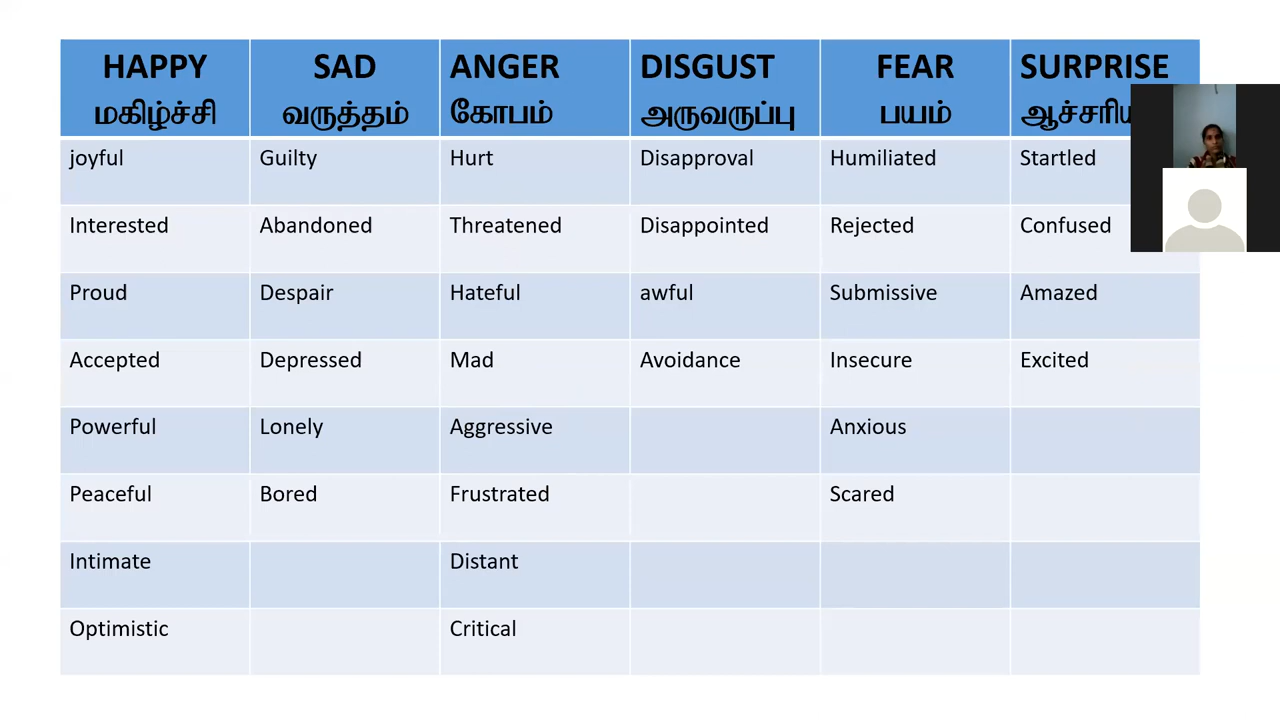 HAPPY SAD ANGER DISGUST FEAR SURPRISE
மகிழ்ச்சி வருத்தம் கோபம் அருவருப்பு பயம்
joyful Guilty Hurt Disapproval Humiliated Startled
Interested Abandoned Threatened Disappointed Rejected Confused
Proud Despair Hateful awful Submissive Amazed
Accepted Depressed Mad Avoidance Insecure Excited
Powerful Lonely Aggressive Anxious
Peaceful Bored Frustrated Scared
Intimate Distant
Optimistic Critical